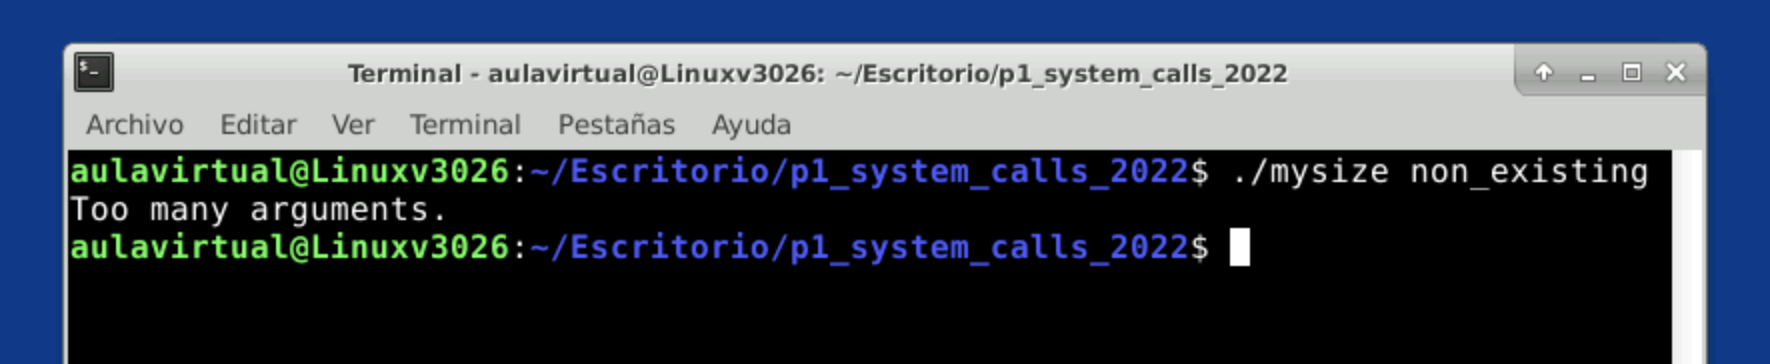 Terminal - aulavirtual@Linuxv3026: ~/Escritorio/p1_system_calls_2022
Archivo Editar Ver Terminal Pestañas Ayuda
aulavirtual@Linuxv3026:~/Escritorio/p1_system_calls_2022$ ./mysize non_existing
Too many arguments.
aulavirtual@Linuxv3026:~/Escritorio/p1_system_calls_2022$